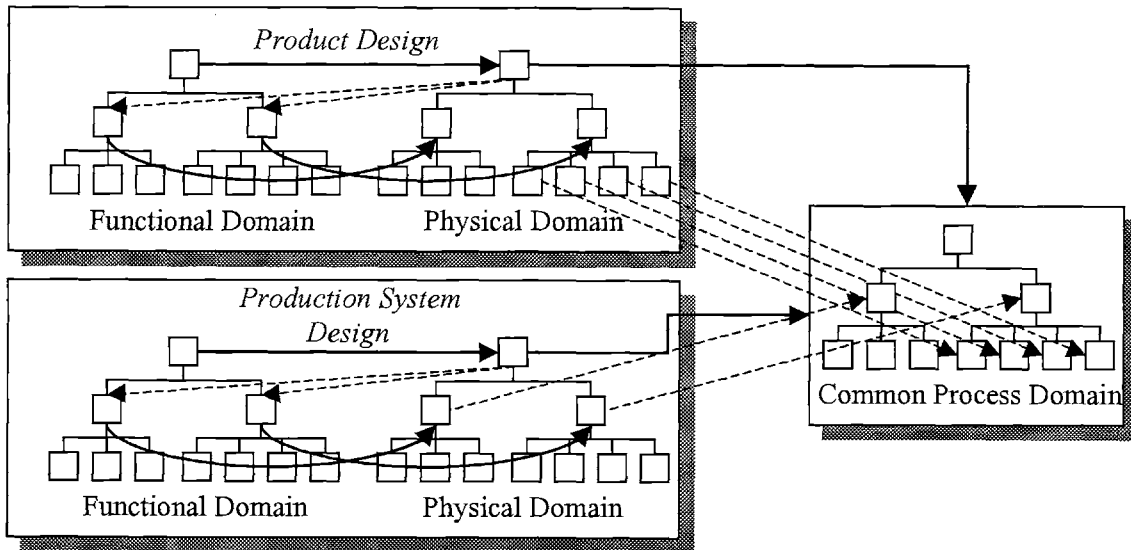 Product Design
Functional Domain
Physical Domain
Production System
Design
Functional Domain
Physical Domain
Common Process Domain